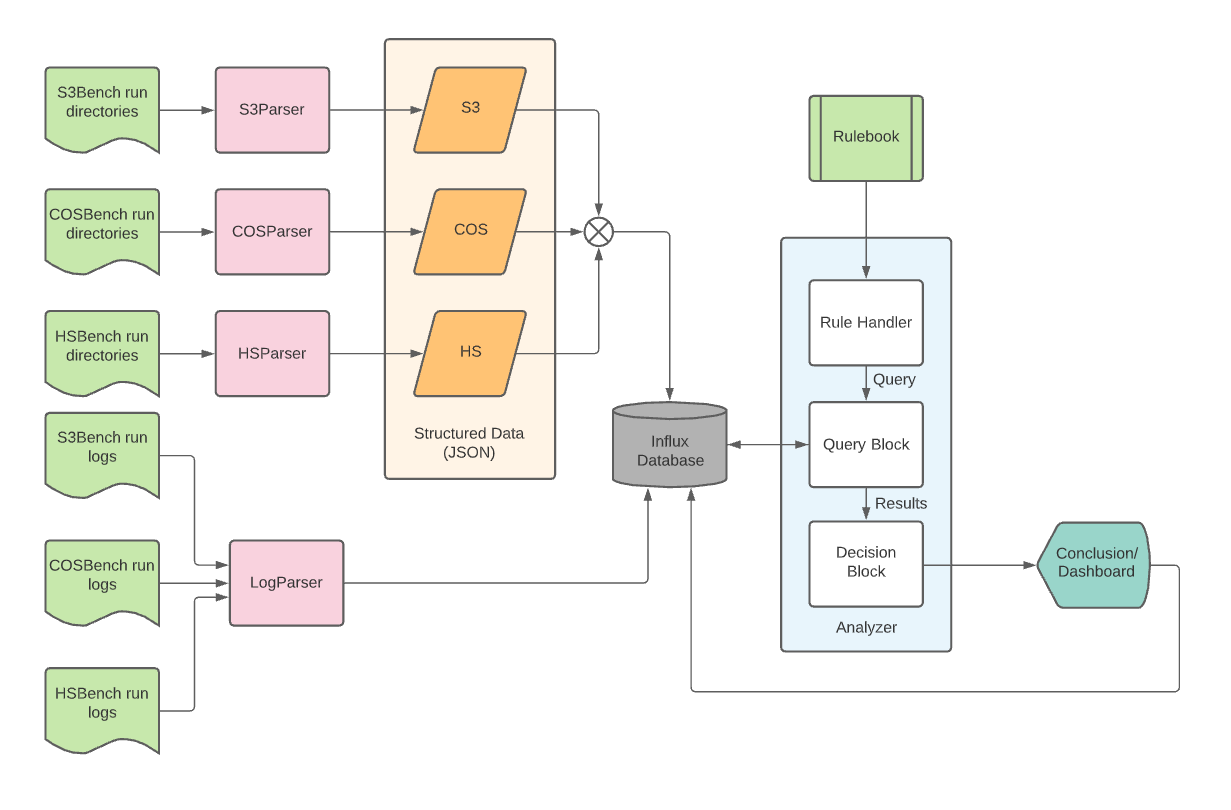 S3Bench run
directories
S3Parser
S3
COSBench run
directories
COSParser
COS
HSBench run
directories
HSParser
HS
Structured Data
(JSON)
S3Bench run
logs
COSBench run
logs
HSBench run
logs
LogParser
Influx
Database
Rulebook
Rule Handler
Query
Query Block
Results
Decision
Block
Analyzer
Conclusion/
Dashboard